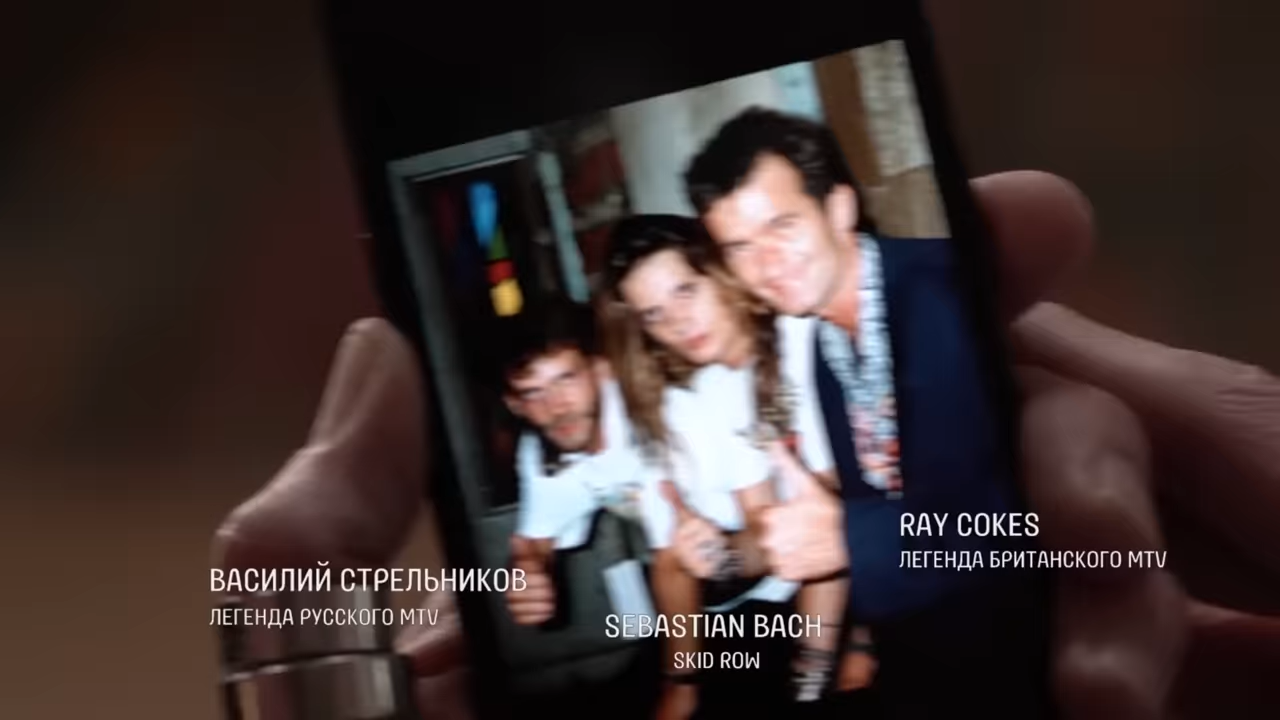 ВАСИЛИЙ СТРЕЛЬНИКОВ
ЛЕГЕНДА РУССКОГО MTV
SEBASTIAN BACH
SKID ROW
RAY COKES
ЛЕГЕНДА БРИТАНСКОГО MTV